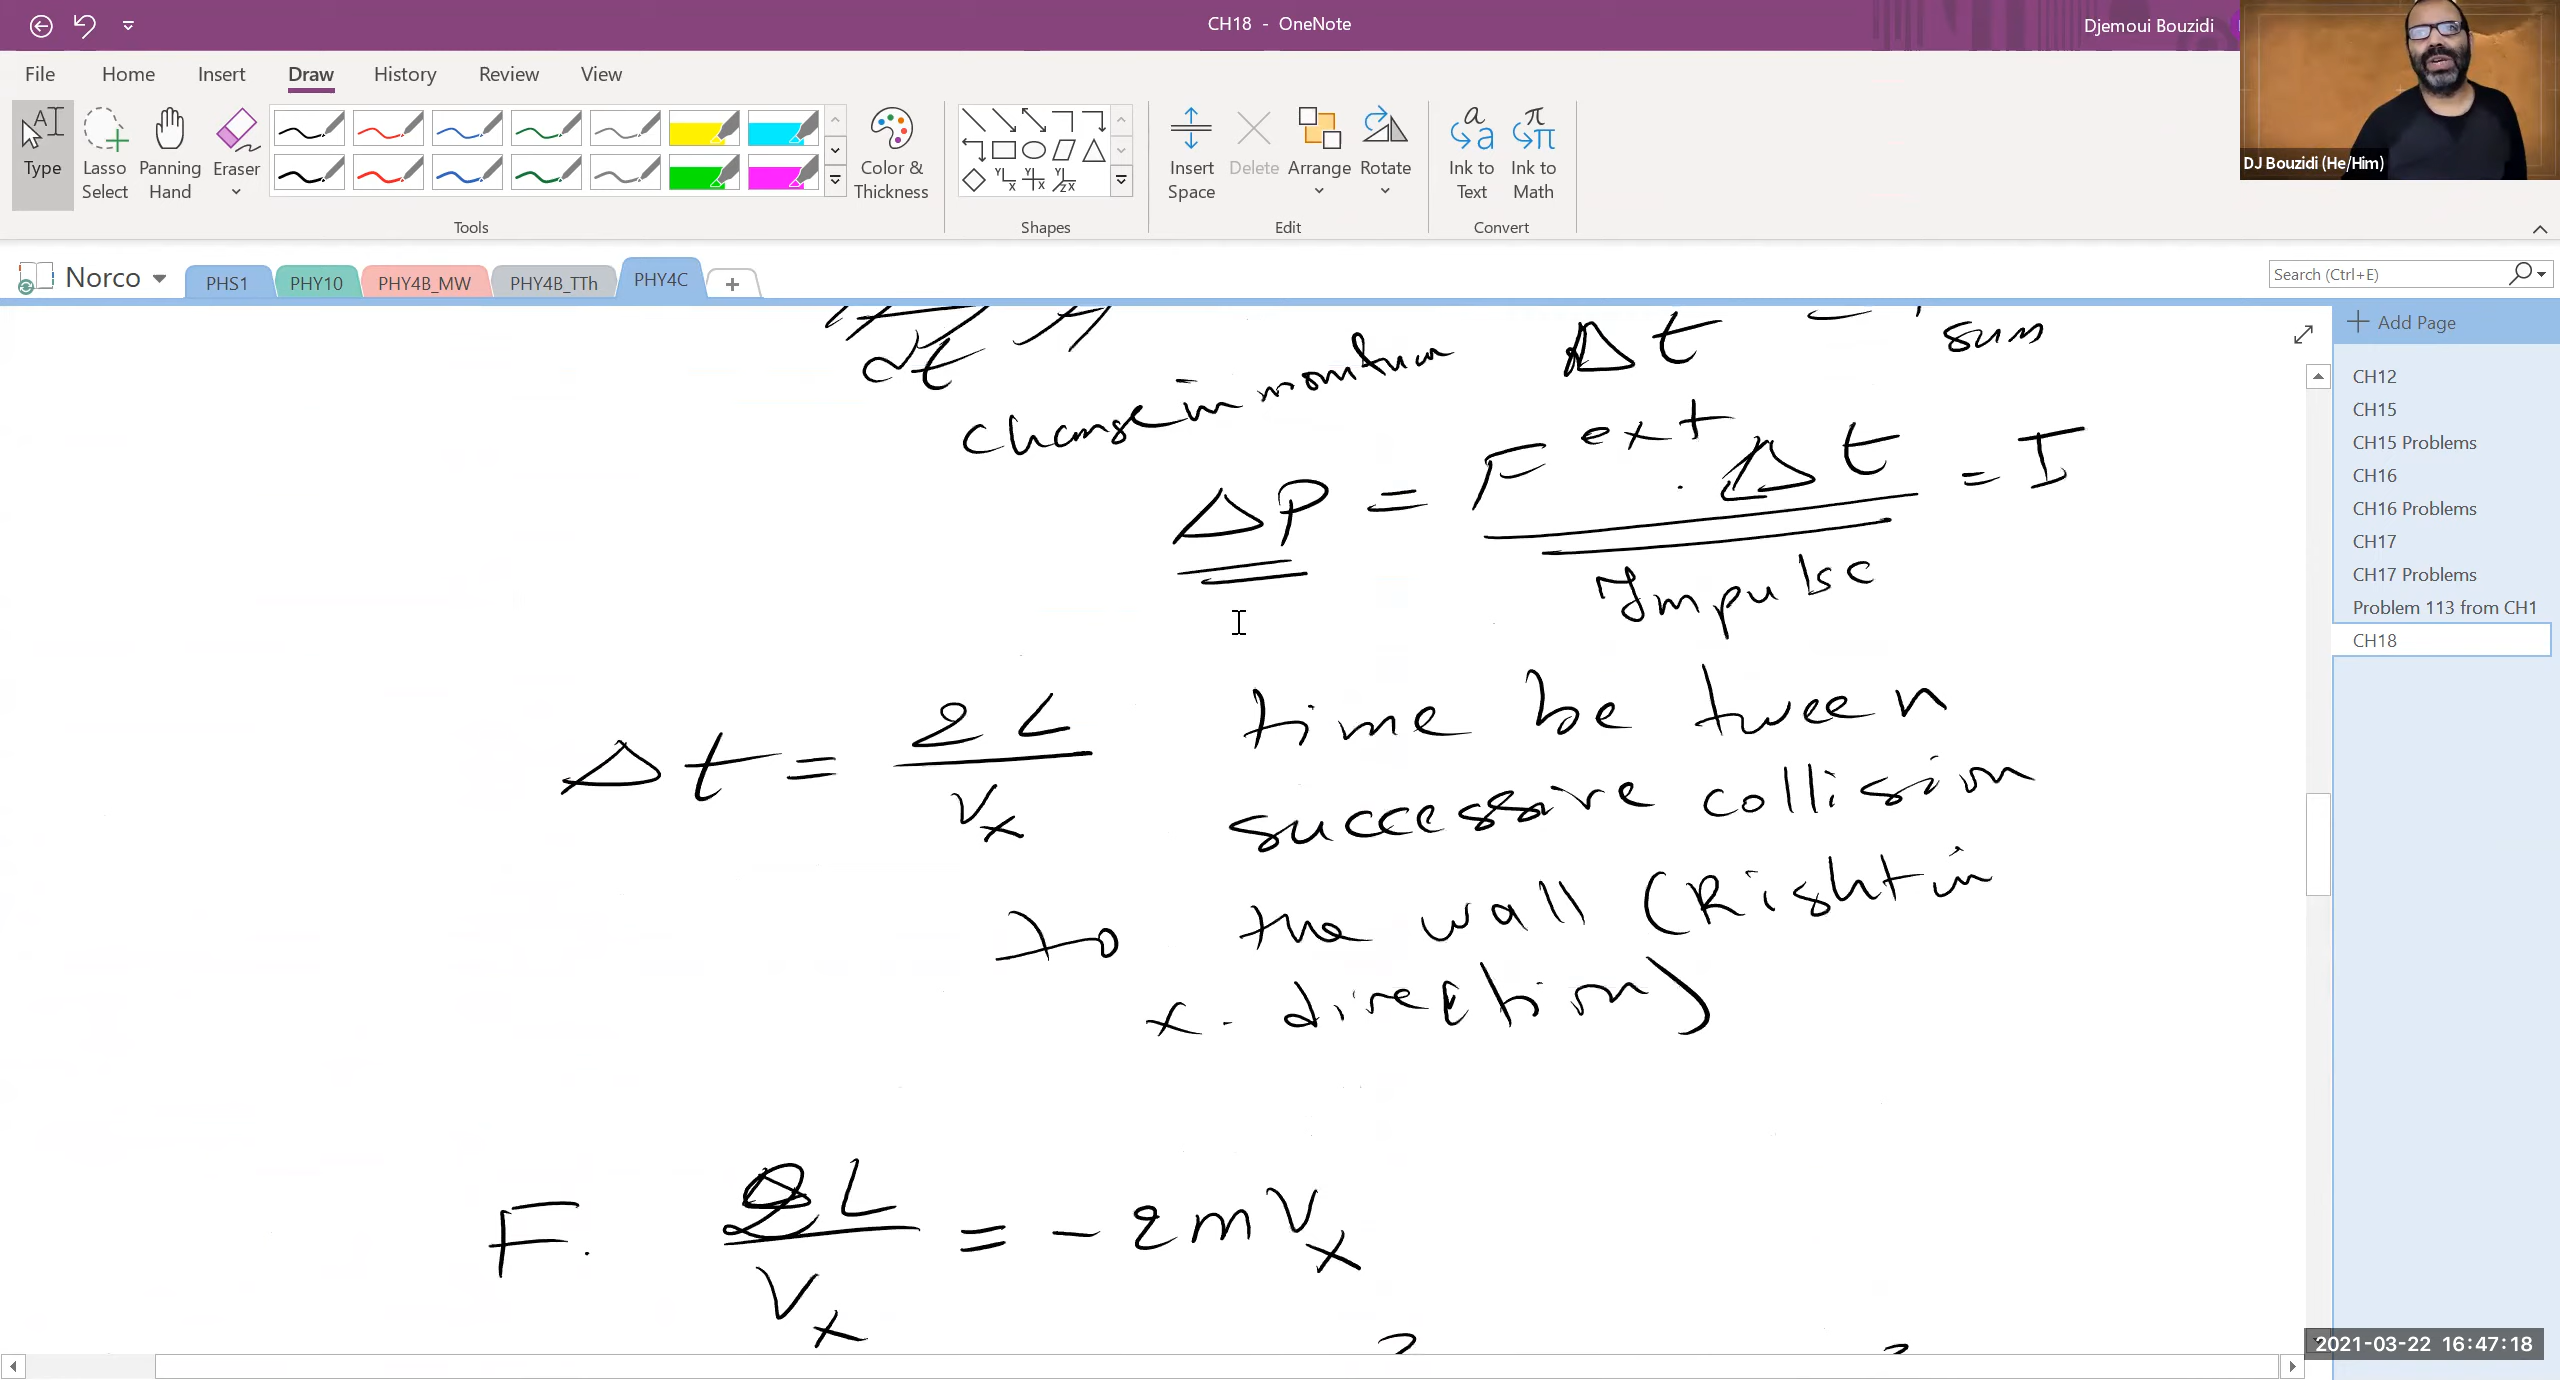 CH18 - OneNote
Djemoui Bouzidi
File Home Insert Draw History Review View
Type
Lasso Select
Panning Hand
Eraser
Color & Thickness
Insert Space
Delete
Arrange
Rotate
Ink to Text
Ink to Math
Tools
Shapes
Edit
Convert
DJ Bouzidi (He/Him)
Norco
PHS1
PHY10
PHY4B_MW
PHY4B_TTh
PHY4C
Search (Ctrl+E)
Add Page
CH12
CH15
CH15 Problems
CH16
CH16 Problems
CH17
CH17 Problems
Problem 113 from CH1
CH18
dt
Δt
sum
change in momentum
ΔP = F^ext . Δt = I
Impulse
Δt = 2L / Vx time be tween
successive collision
to the wall (Right in
x - direction)
F. 2L / Vx = - 2mVx
2021-03-22 16:47:18